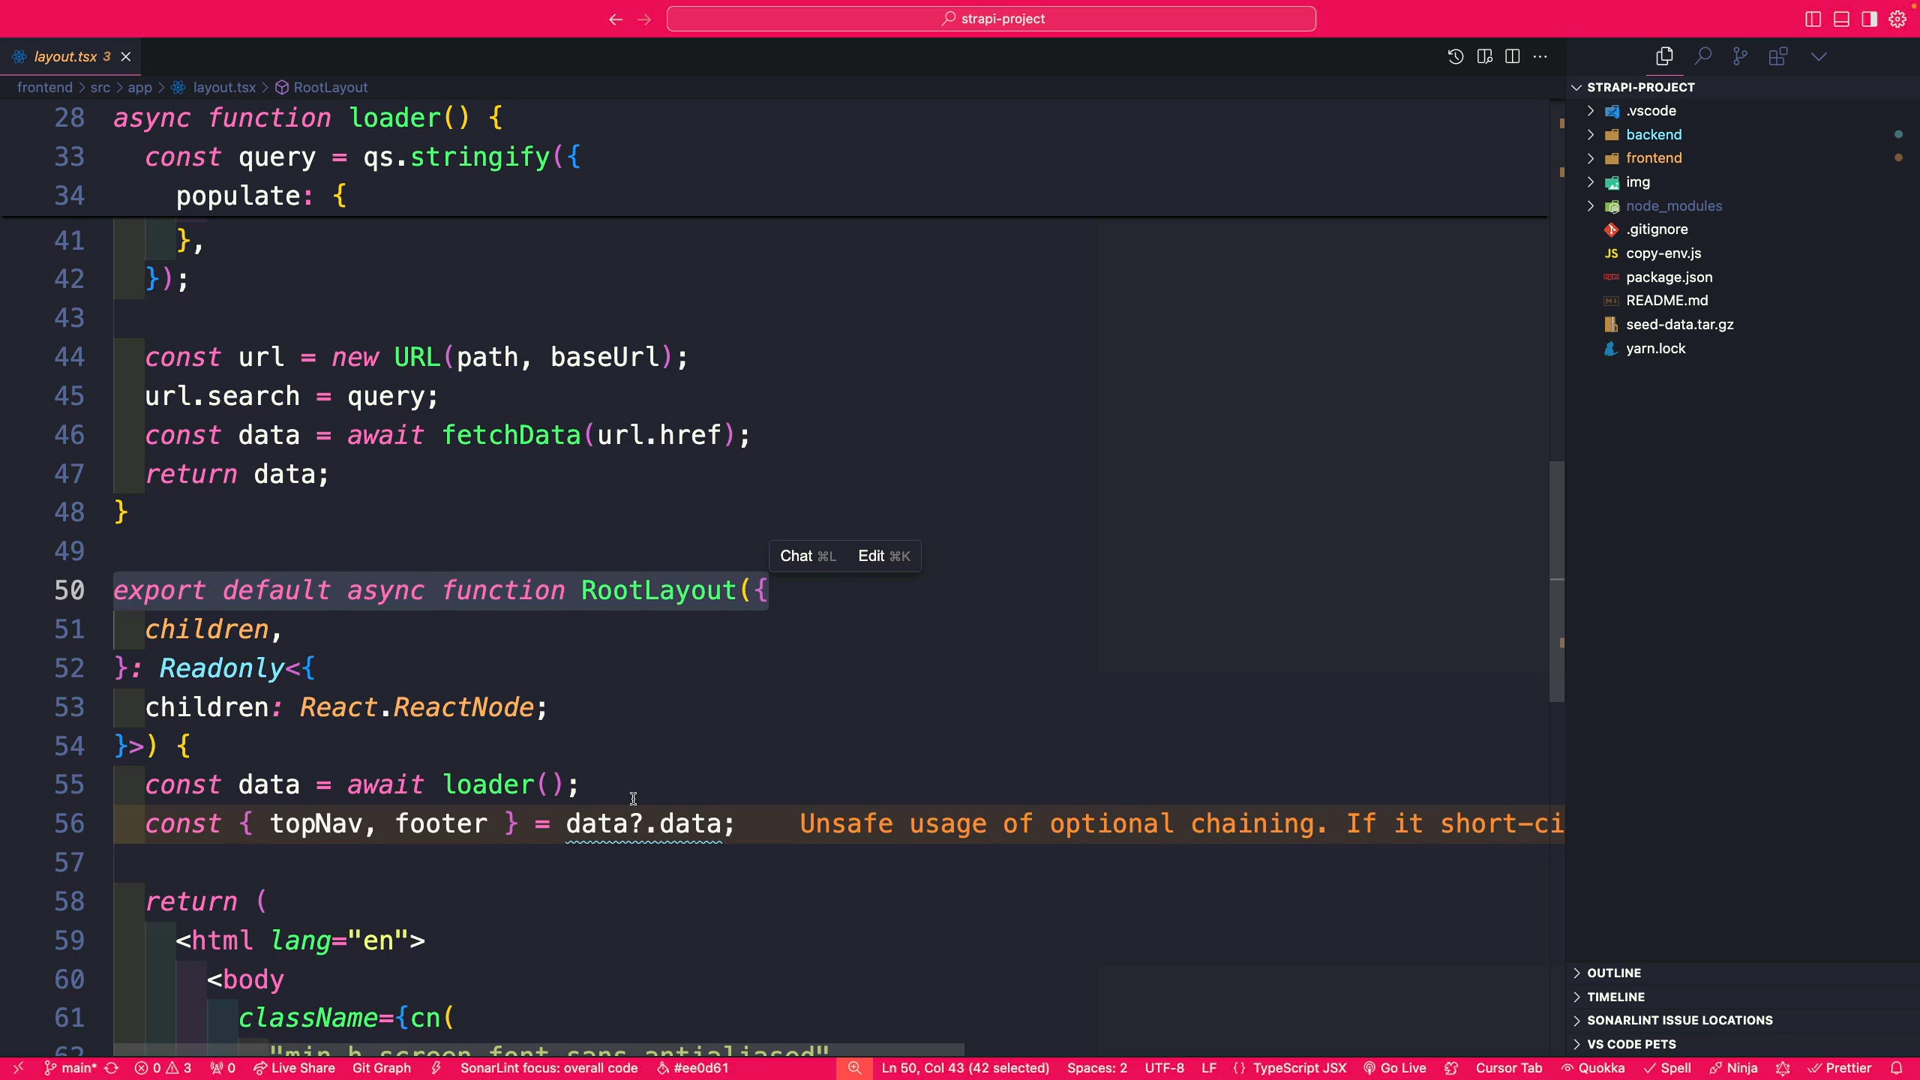 strapi-project
layout.tsx 3
frontend > src > app > layout.tsx > RootLayout
28 async function loader() {
33 const query = qs.stringify({
34 populate: {
41 },
42 });
43
44 const url = new URL(path, baseUrl);
45 url.search = query;
46 const data = await fetchData(url.href);
47 return data;
48 }
49
Chat ⌘L Edit ⌘K
50 export default async function RootLayout({
51 children,
52 }: Readonly<{
53 children: React.ReactNode;
54 }>) {
55 const data = await loader();
56 const { topNav, footer } = data?.data; Unsafe usage of optional chaining. If it short-ci
57
58 return (
59 <html lang="en">
60 <body
61 className={cn(
62 "min-h-screen font-sans antialiased"
STRAPI-PROJECT
.vscode
backend
frontend
img
node_modules
.gitignore
JS copy-env.js
package.json
README.md
seed-data.tar.gz
yarn.lock
OUTLINE
TIMELINE
SONARLINT ISSUE LOCATIONS
VS CODE PETS
main* 0 3 0 Live Share Git Graph SonarLint focus: overall code #ee0d61 Ln 50, Col 43 (42 selected) Spaces: 2 UTF-8 LF {} TypeScript JSX Go Live Cursor Tab Quokka Spell Ninja Prettier